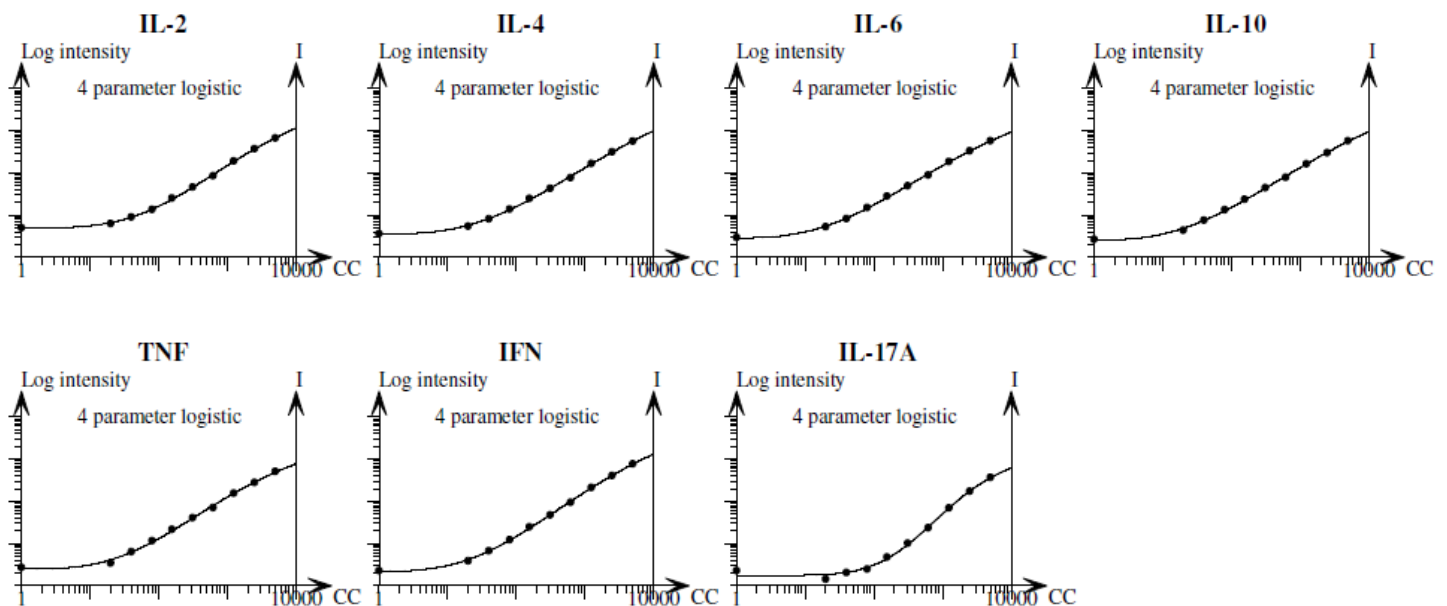 IL-2 IL-4 IL-6 IL-10
Log intensity I Log intensity I Log intensity I Log intensity I
4 parameter logistic 4 parameter logistic 4 parameter logistic 4 parameter logistic
1 10000 CC 1 10000 CC 1 10000 CC 1 10000 CC
TNF IFN IL-17A
Log intensity I Log intensity I Log intensity I
4 parameter logistic 4 parameter logistic 4 parameter logistic
1 10000 CC 1 10000 CC 1 10000 CC